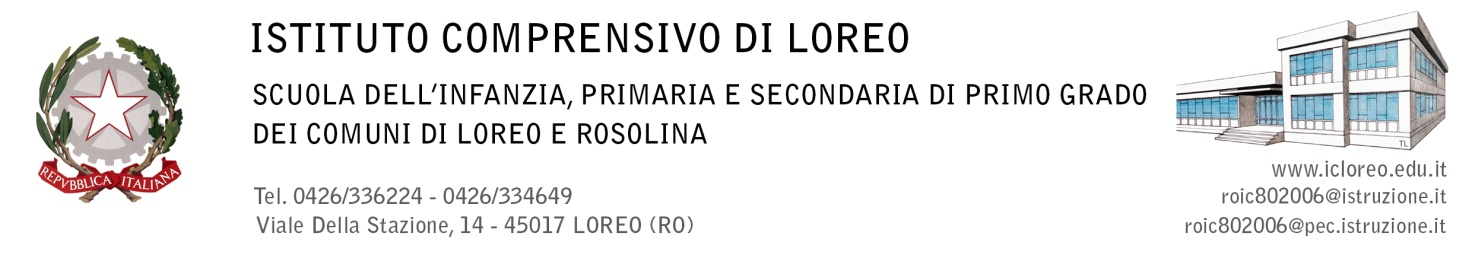 ISTITUTO COMPRENSIVO DI LOREO
SCUOLA DELL'INFANZIA, PRIMARIA E SECONDARIA DI PRIMO GRADO
DEI COMUNI DI LOREO E ROSOLINA
Tel. 0426/336224 - 0426/334649
Viale Della Stazione, 14 - 45017 LOREO (RO)
REPVBBLICA ITALIANA
TL
www.icloreo.edu.it
roic802006@istruzione.it
roic802006@pec.istruzione.it